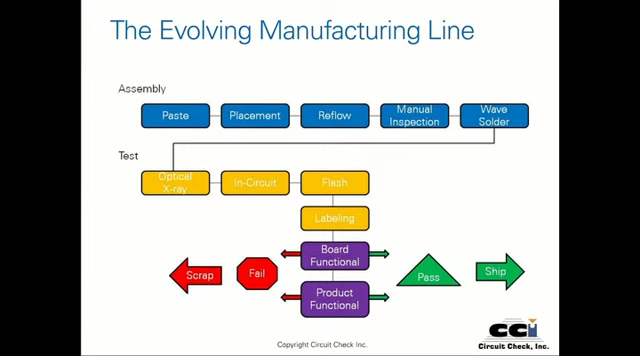 The Evolving Manufacturing Line
Assembly
Paste
Placement
Reflow
Manual
Inspection
Wave
Solder
Test
Optical
X-ray
In-Circuit
Flash
Labeling
Board
Functional
Scrap
Fail
Pass
Ship
Product
Functional
Copyright Circuit Check Inc.
CCI
Circuit Check, Inc.